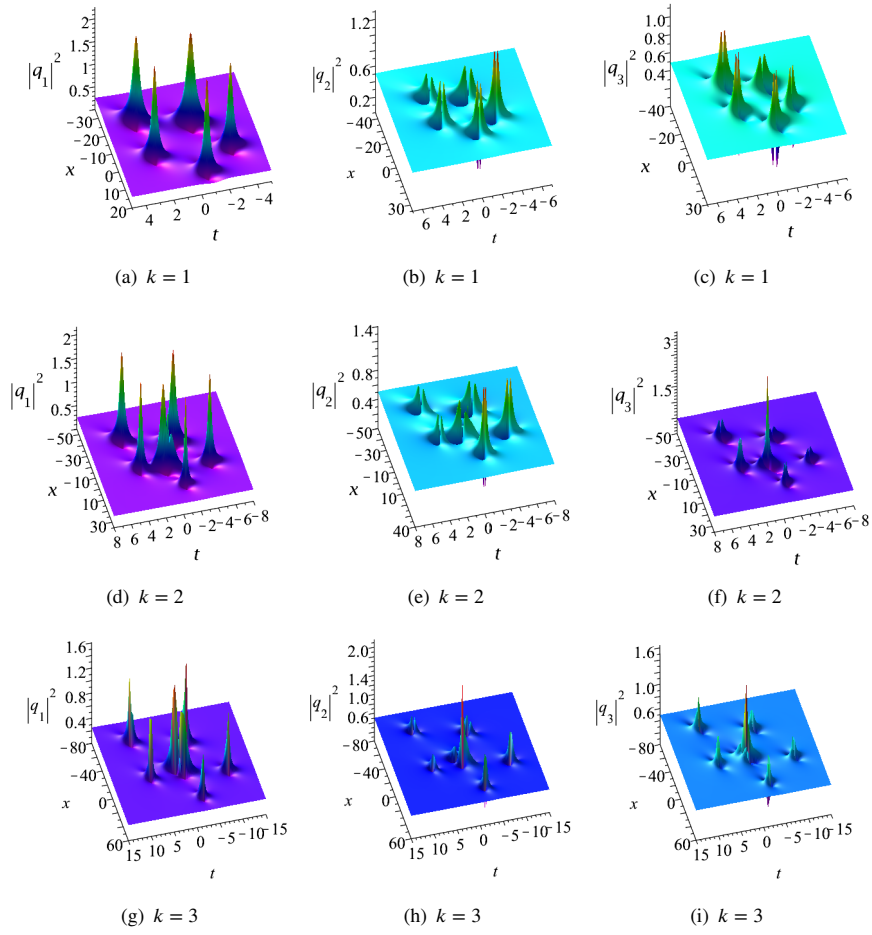 2
1.5
1
0.5
|q₁|²
-30
-20
-10
0
10
20
x
4 2 0 -2 -4
t
(a) k = 1
1.2
0.6
0.2
|q₂|²
-40
-20
0
30
x
6 4 2 0 -2 -4 -6
t
(b) k = 1
1.0
0.6
0.4
|q₃|²
-40
-20
0
30
x
6 4 2 0 -2 -4 -6
t
(c) k = 1
2
1.5
1
0.5
|q₁|²
-50
-30
-10
10
30
x
8 6 4 2 0 -2 -4 -6 -8
t
(d) k = 2
1.4
0.8
0.4
0
|q₂|²
-50
-30
-10
10
40
x
8 6 4 2 0 -2 -4 -6 -8
t
(e) k = 2
3
1.5
|q₃|²
-50
-30
-10
10
30
x
8 6 4 2 0 -2 -4 -6 -8
t
(f) k = 2
1.6
1.2
0.8
0.4
|q₁|²
-80
-40
0
60
x
15 10 5 0 -5 -10 -15
t
(g) k = 3
2.0
1.4
1.0
0.6
|q₂|²
-80
-40
0
60
x
15 10 5 0 -5 -10 -15
t
(h) k = 3
1.6
1.0
0.6
|q₃|²
-80
-40
0
60
x
15 10 5 0 -5 -10 -15
t
(i) k = 3